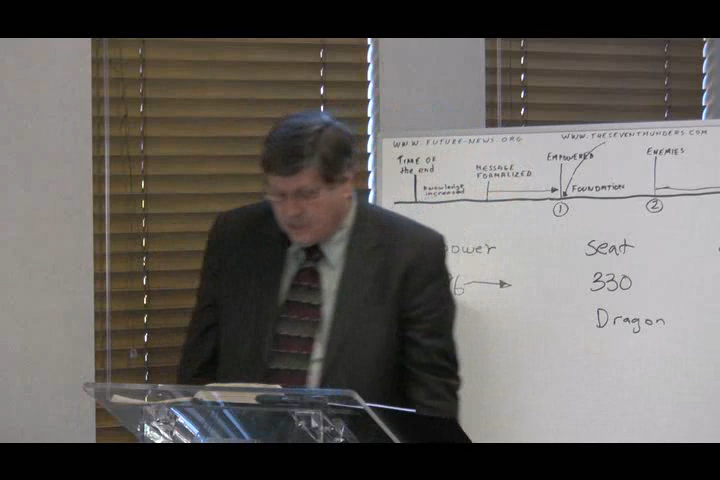 WWW.FUTURE-NEWS.ORG WWW.THESEVENTHUNDERS.COM
TIME OF the end MESSAGE FORMALIZED EMPOWERED ENEMIES
knowledge increased FOUNDATION
1 2
power Seat
330
Dragon